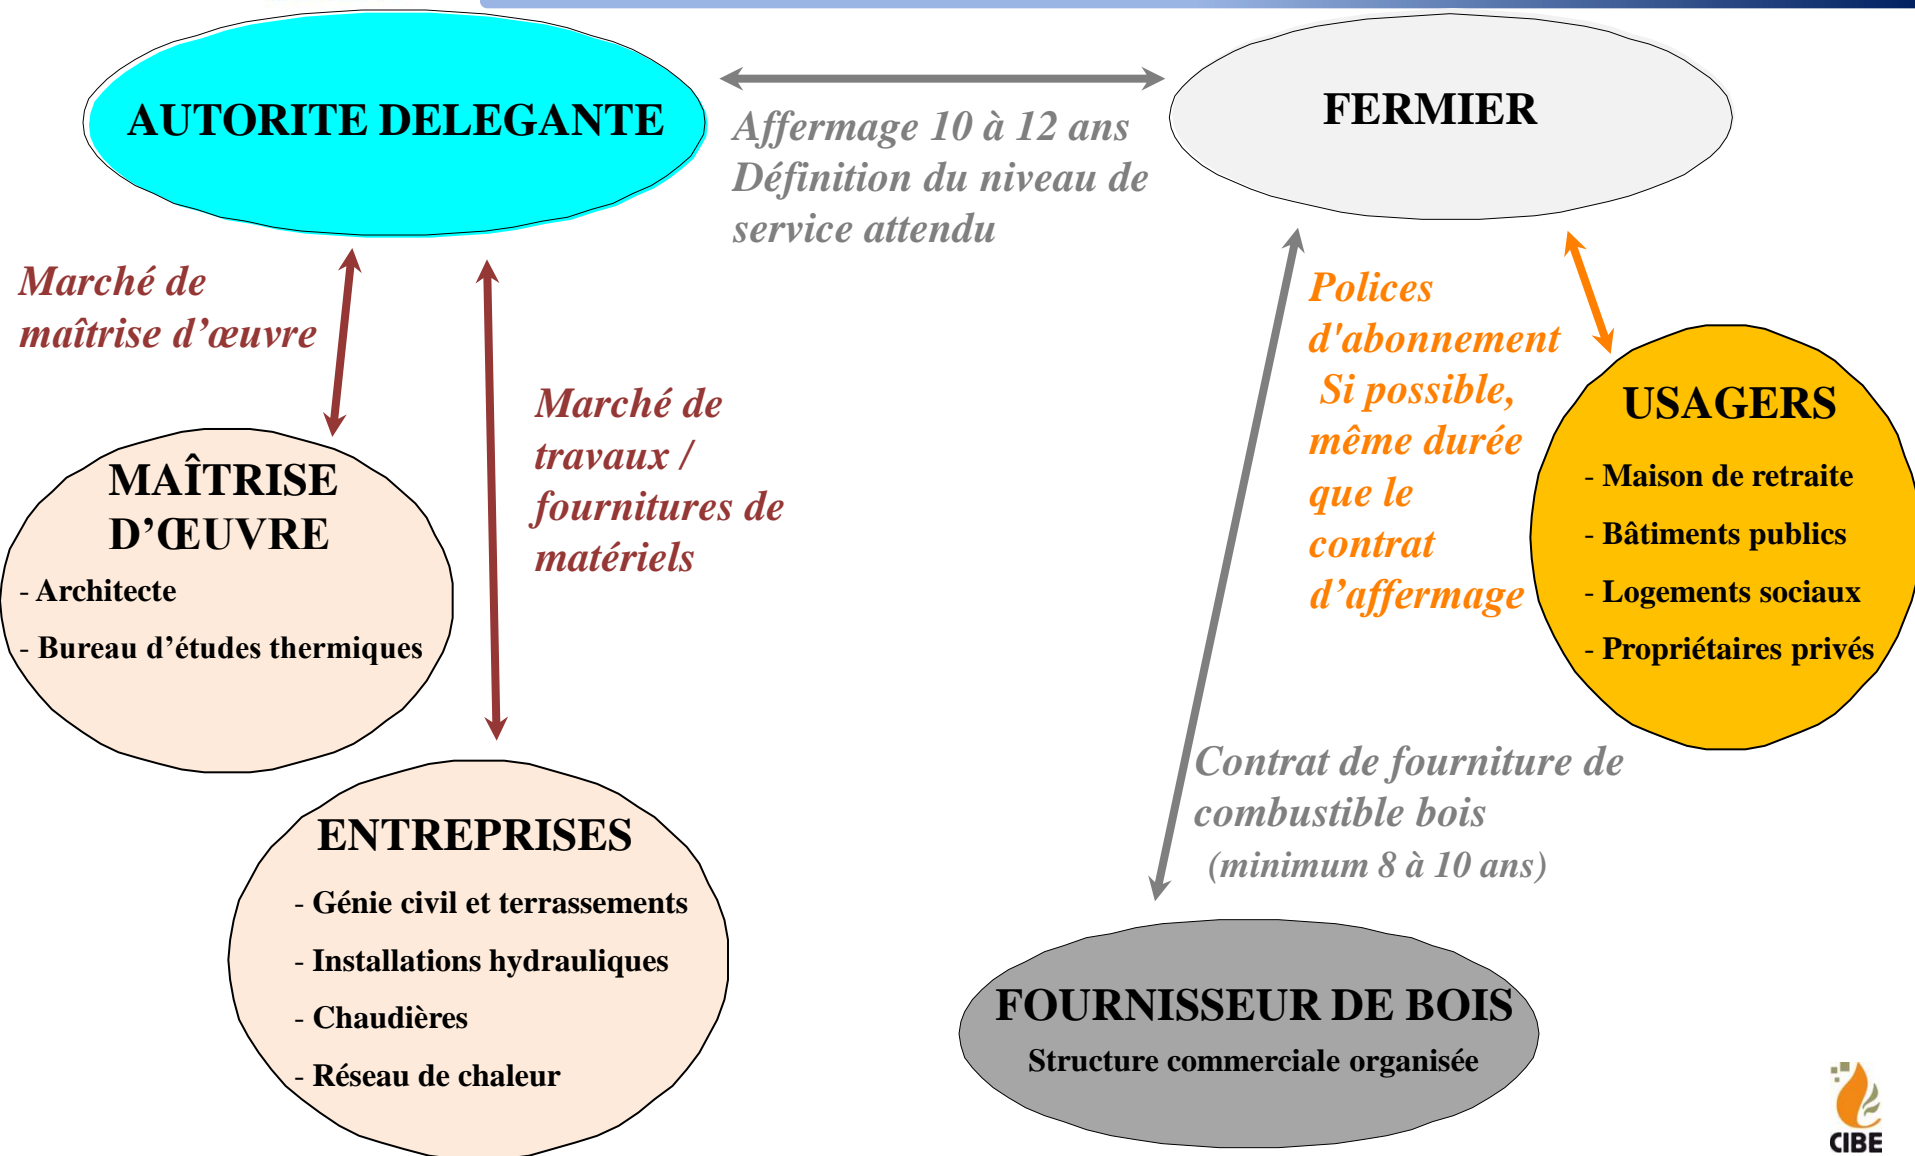 AUTORITE DELEGANTE
FERMIER
Affermage 10 à 12 ans
Définition du niveau de
service attendu
Marché de
maîtrise d’œuvre
Marché de
travaux /
fournitures de
matériels
Polices
d'abonnement
Si possible,
même durée
que le
contrat
d’affermage
USAGERS
- Maison de retraite
- Bâtiments publics
- Logements sociaux
- Propriétaires privés
MAÎTRISE
D’ŒUVRE
- Architecte
- Bureau d’études thermiques
ENTREPRISES
- Génie civil et terrassements
- Installations hydrauliques
- Chaudières
- Réseau de chaleur
Contrat de fourniture de
combustible bois
(minimum 8 à 10 ans)
FOURNISSEUR DE BOIS
Structure commerciale organisée
CIBE